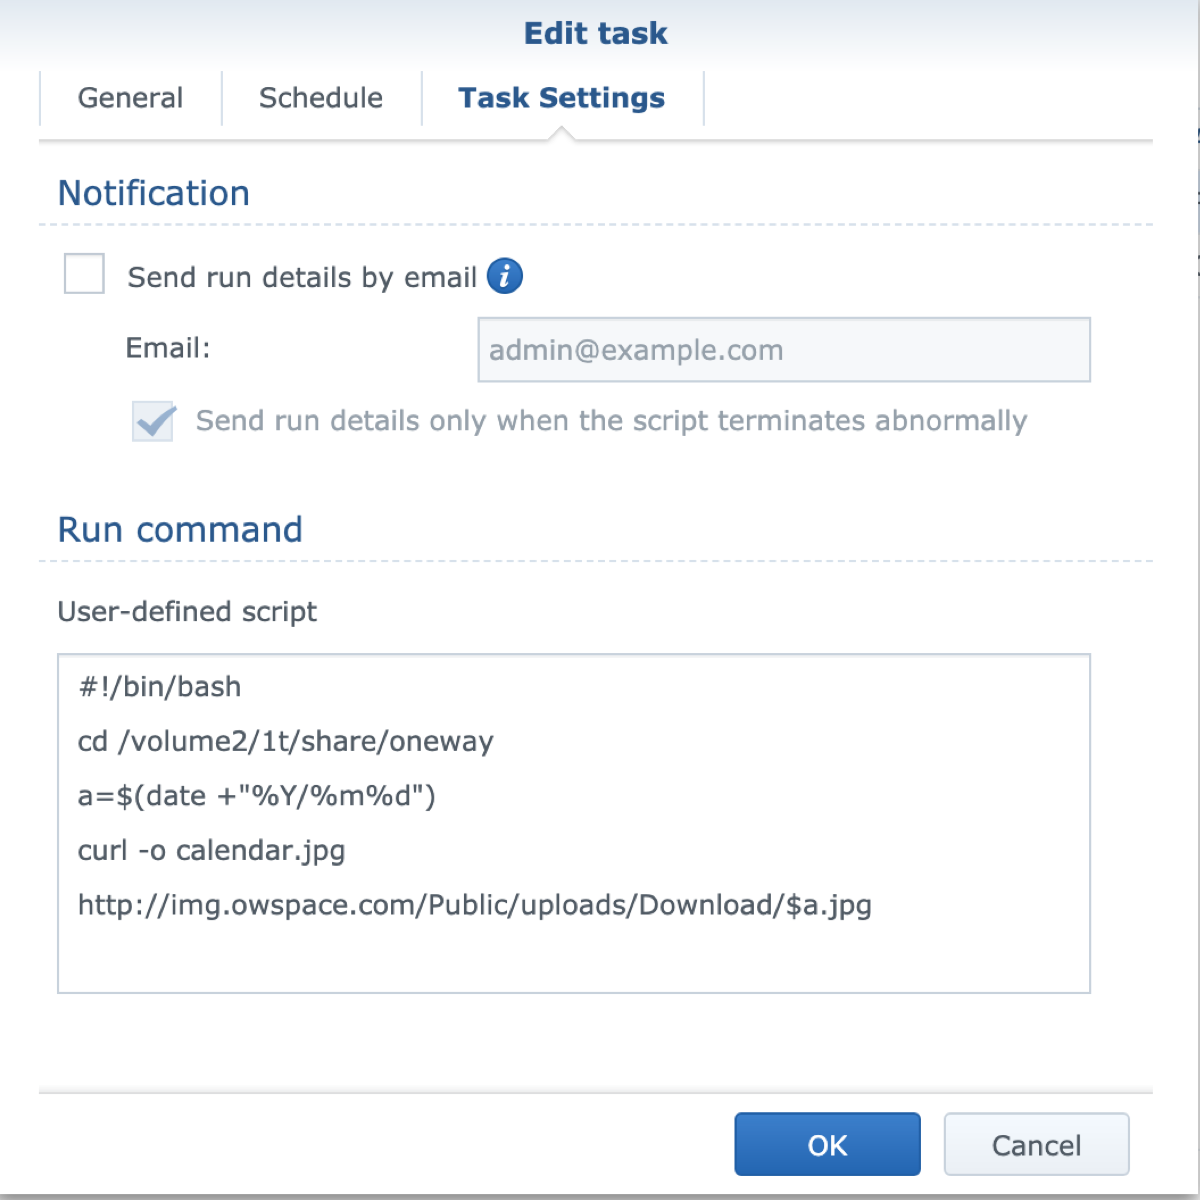 Edit task
General
Schedule
Task Settings
Notification
Send run details by email
i
Email:
admin@example.com
Send run details only when the script terminates abnormally
Run command
User-defined script
#!/bin/bash
cd /volume2/1t/share/oneway
a=$(date +"%Y/%m%d")
curl -o calendar.jpg
http://img.owspace.com/Public/uploads/Download/$a.jpg
OK
Cancel